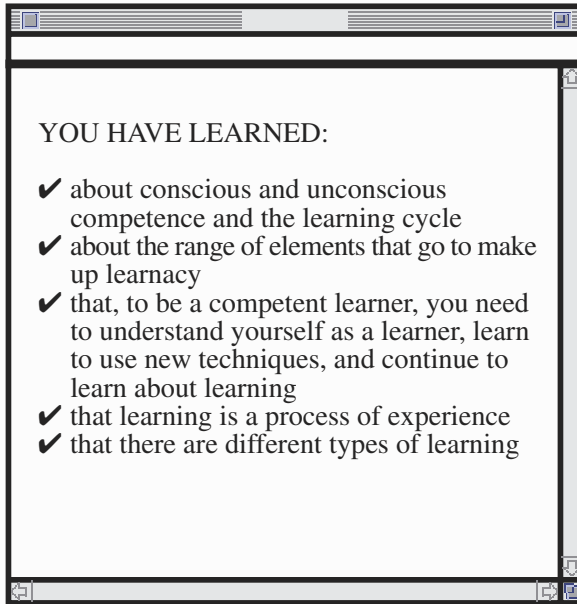 YOU HAVE LEARNED:
✔ about conscious and unconscious
competence and the learning cycle
✔ about the range of elements that go to make
up learnacy
✔ that, to be a competent learner, you need
to understand yourself as a learner, learn
to use new techniques, and continue to
learn about learning
✔ that learning is a process of experience
✔ that there are different types of learning